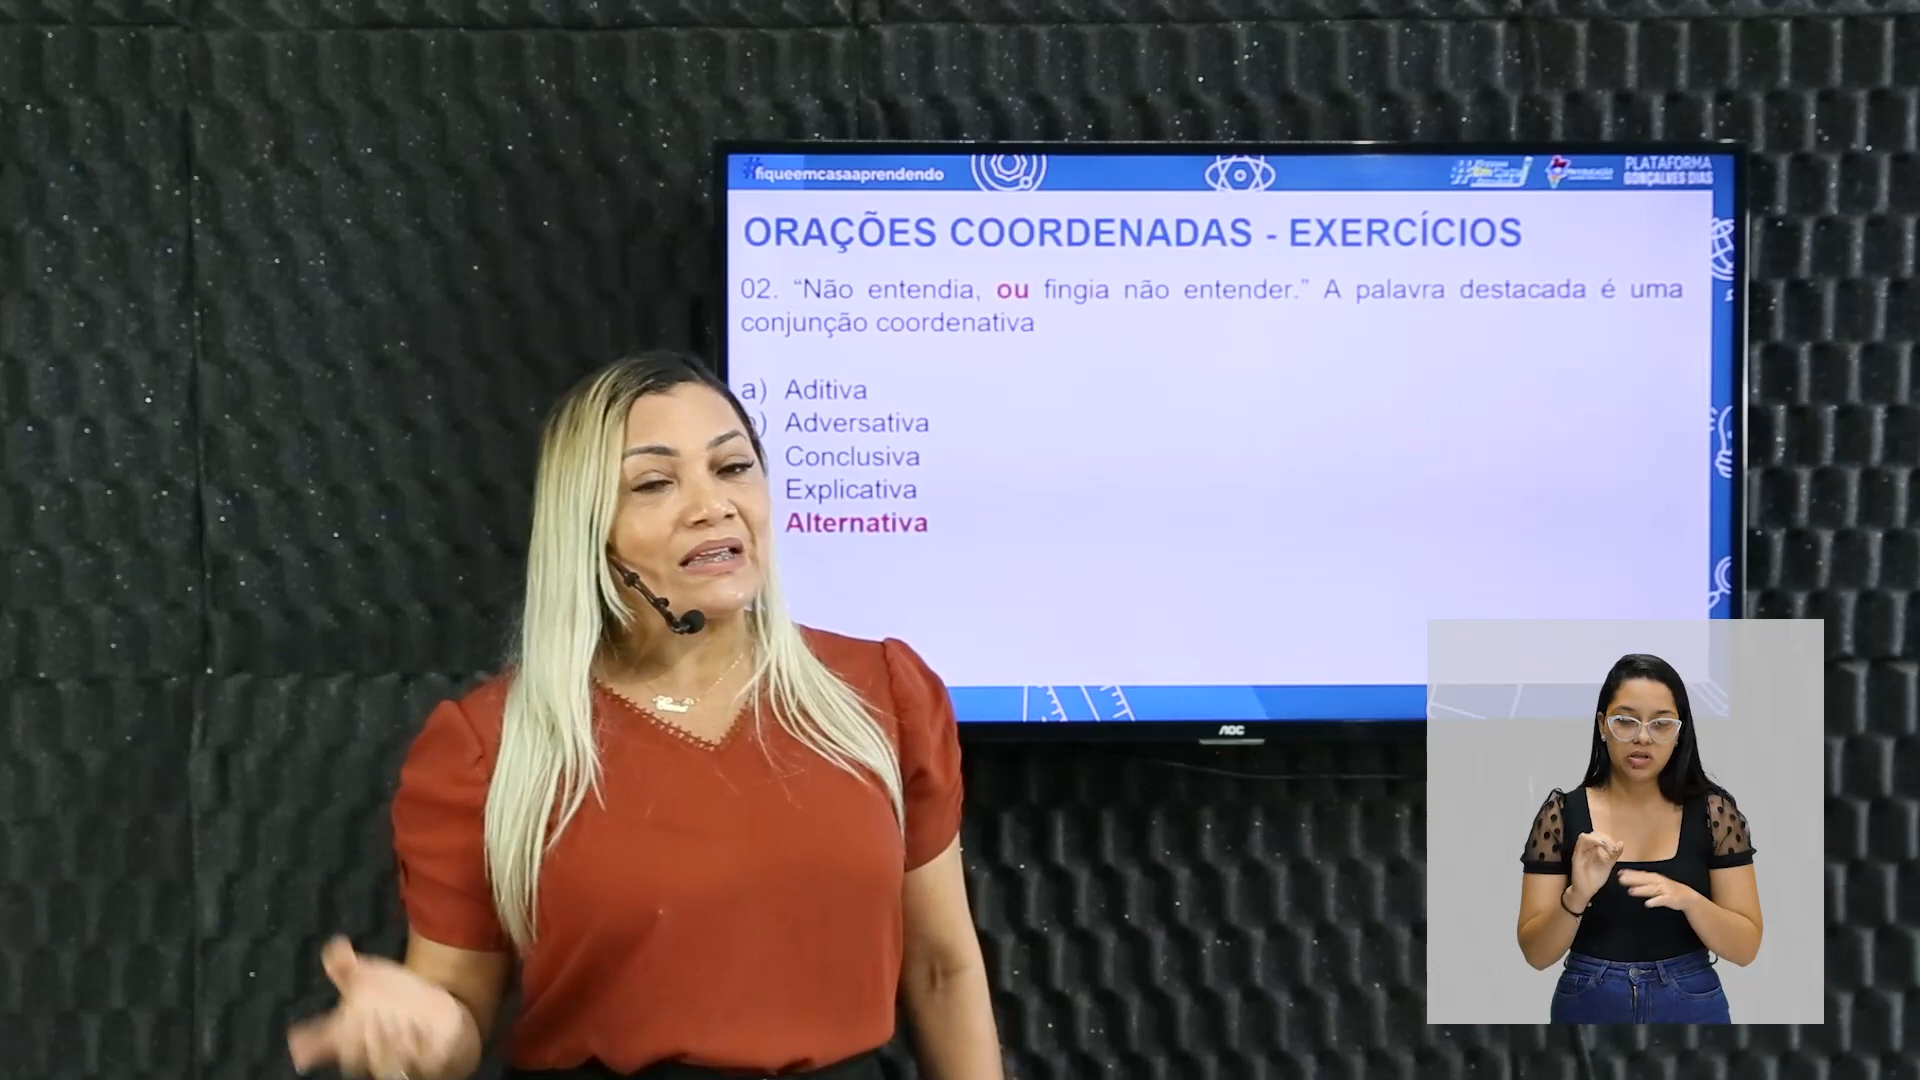 #fiqueemcasaaprendendo
PLATAFORMA
GONÇALVES DIAS
ORAÇÕES COORDENADAS - EXERCÍCIOS
02. “Não entendia, ou fingia não entender.” A palavra destacada é uma
conjunção coordenativa
a) Aditiva
) Adversativa
Conclusiva
Explicativa
Alternativa
AOC